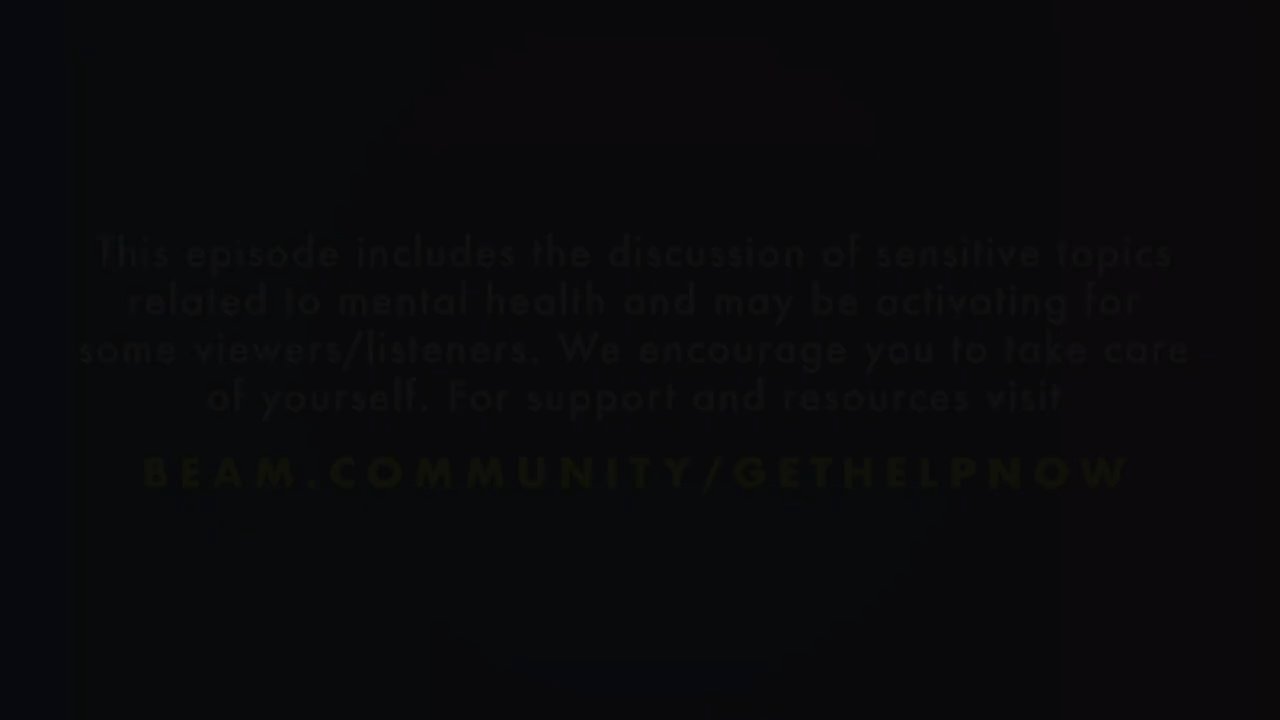 This episode includes the discussion of sensitive topics
related to mental health and may be activating for
some viewers/listeners. We encourage you to take care
of yourself. For support and resources visit
BEAM.COMMUNITY/GETHELPNOW